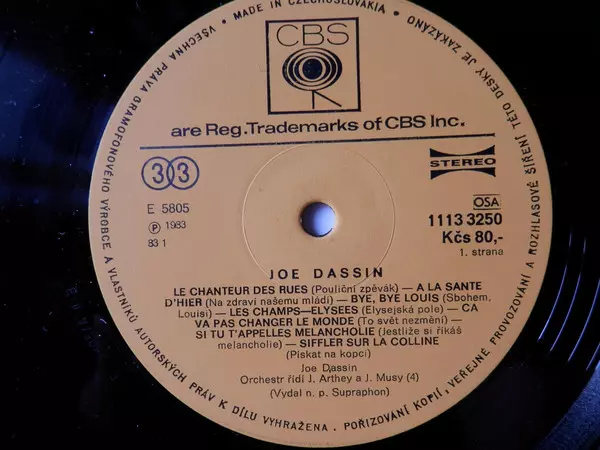 VŠECHNA PRÁVA GRAMOFONOVÉHO VÝROBCE A VLASTNÍKŮ AUTORSKÝCH PRÁV K DÍLU VYHRAŽENA. POŘIZOVÁNÍ KOPIÍ, VEŘEJNÉ PROVOZOVÁNÍ A ROZHLASOVÉ ŠÍŘENÍ TÉTO DESKY JE ZAKÁZÁNO
MADE IN CZECHOSLOVAKIA
CBS
are Reg. Trademarks of CBS Inc.
33
STEREO
E 5805
OSA
℗ 1983
1113 3250
83 1
Kčs 80,-
1. strana
JOE DASSIN
LE CHANTEUR DES RUES (Pouliční zpěvák) — A LA SANTE
D'HIER (Na zdraví našemu mládí) — BYE, BYE LOUIS (Sbohem,
Louisi) — LES CHAMPS—ELYSEES (Elysejská pole) — CA
VA PAS CHANGER LE MONDE (To svět nezmění) —
SI TU T'APPELLES MELANCHOLIE (Jestliže si říkáš
melancholie) — SIFFLER SUR LA COLLINE
(Pískat na kopci)
Joe Dassin
Orchestr řídí J. Arthey a J. Musy (4)
(Vydal n. p. Supraphon)